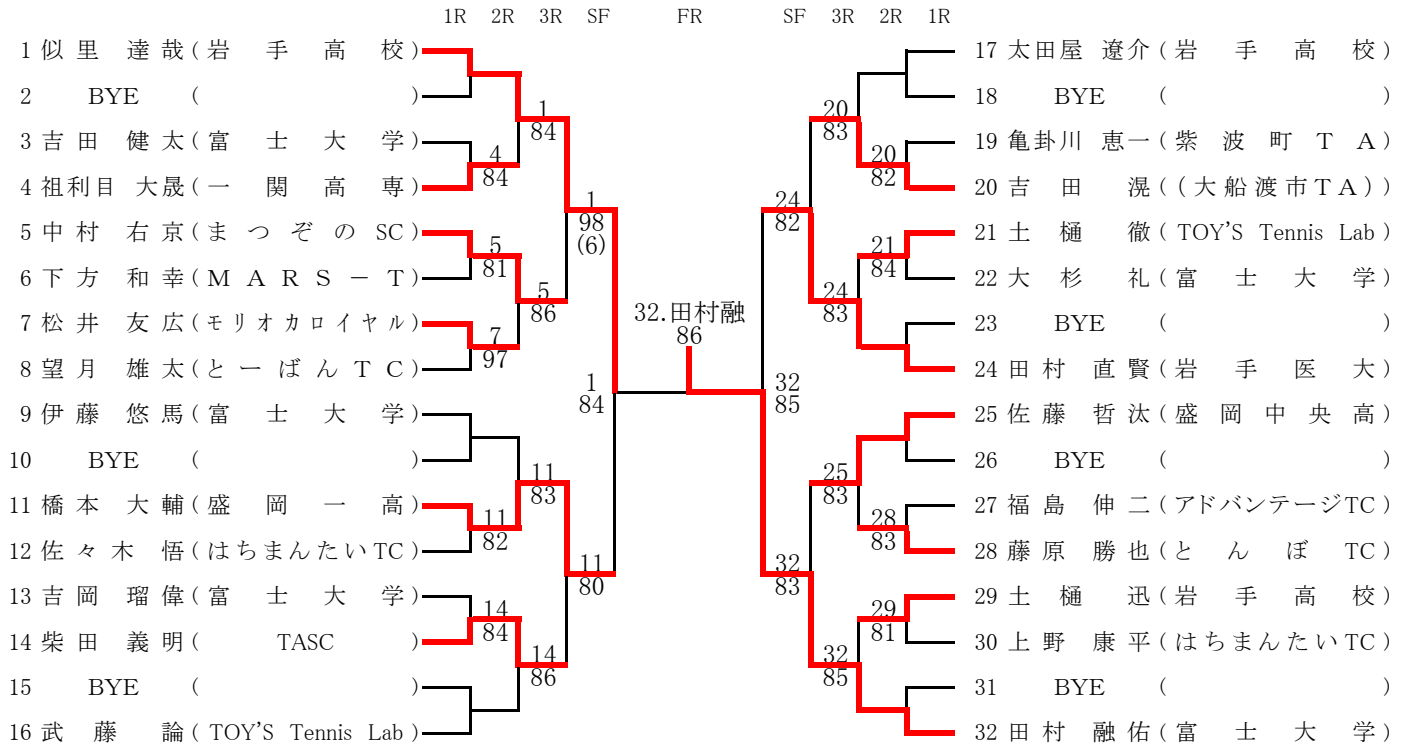 1R 2R 3R SF FR SF 3R 2R 1R
1 似里 達哉 (岩手高校)
2 BYE ( )
3 吉田 健太 (富士大学)
4 祖利目 大晟 (一関高専)
5 中村 右京 (まつぞのSC)
6 下方 和幸 (MARS-T)
7 松井 友広 (モリオカロイヤル)
8 望月 雄太 (とーばんTC)
9 伊藤 悠馬 (富士大学)
10 BYE ( )
11 橋本 大輔 (盛岡一高)
12 佐々木 悟 (はちまんたいTC)
13 吉岡 瑠偉 (富士大学)
14 柴田 義明 (TASC)
15 BYE ( )
16 武藤 論 (TOY'S Tennis Lab)
4
84
5
81
7
97
11
82
14
84
1
84
5
86
11
83
14
86
1
98
(6)
11
80
1
84
32.田村融
86
32
85
24
82
32
83
20
83
24
83
25
83
32
85
20
82
21
84
28
83
29
81
17 太田屋 遼介 (岩手高校)
18 BYE ( )
19 亀卦川 恵一 (紫波町TA)
20 吉田 滉 ((大船渡市TA))
21 土樋 徹 (TOY'S Tennis Lab)
22 大杉 礼 (富士大学)
23 BYE ( )
24 田村 直賢 (岩手医大)
25 佐藤 哲汰 (盛岡中央高)
26 BYE ( )
27 福島 伸二 (アドバンテージTC)
28 藤原 勝也 (とんぼTC)
29 土樋 迅 (岩手高校)
30 上野 康平 (はちまんたいTC)
31 BYE ( )
32 田村 融佑 (富士大学)